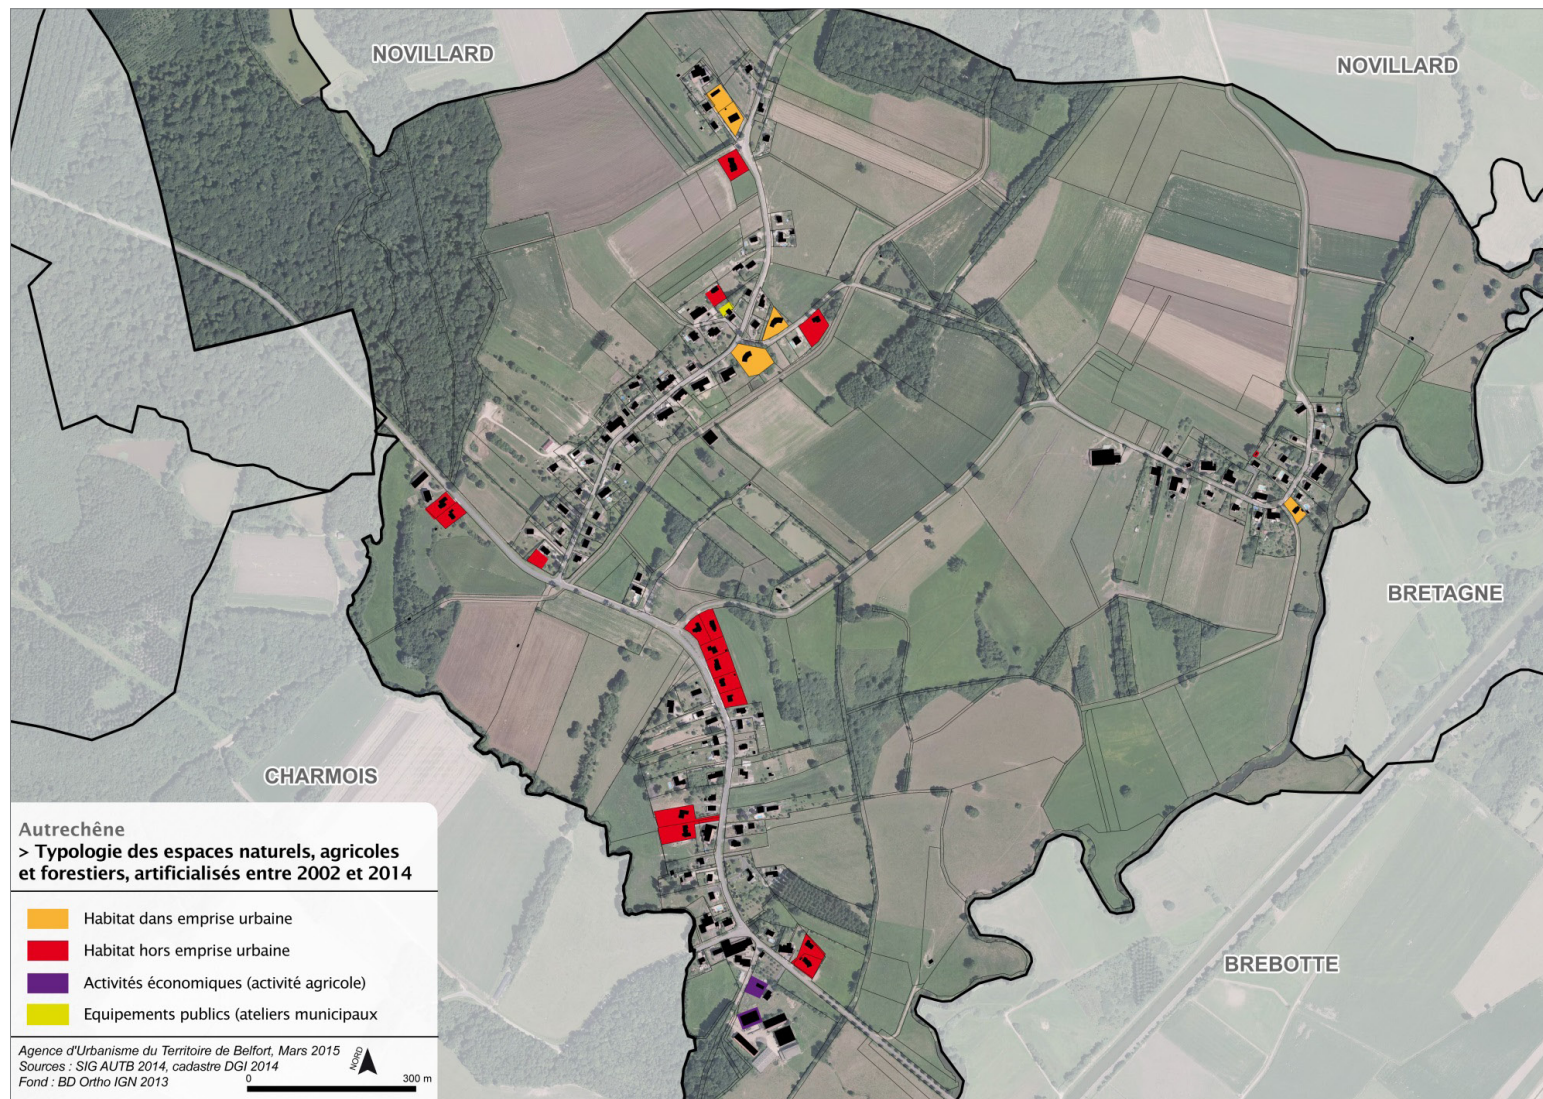 NOVILLARD
NOVILLARD
BRETAGNE
CHARMOIS
BREBOTTE
Autrechêne
> Typologie des espaces naturels, agricoles
et forestiers, artificialisés entre 2002 et 2014
Habitat dans emprise urbaine
Habitat hors emprise urbaine
Activités économiques (activité agricole)
Equipements publics (ateliers municipaux
Agence d'Urbanisme du Territoire de Belfort, Mars 2015
Sources : SIG AUTB 2014, cadastre DGI 2014
Fond : BD Ortho IGN 2013
NORD
0 300 m